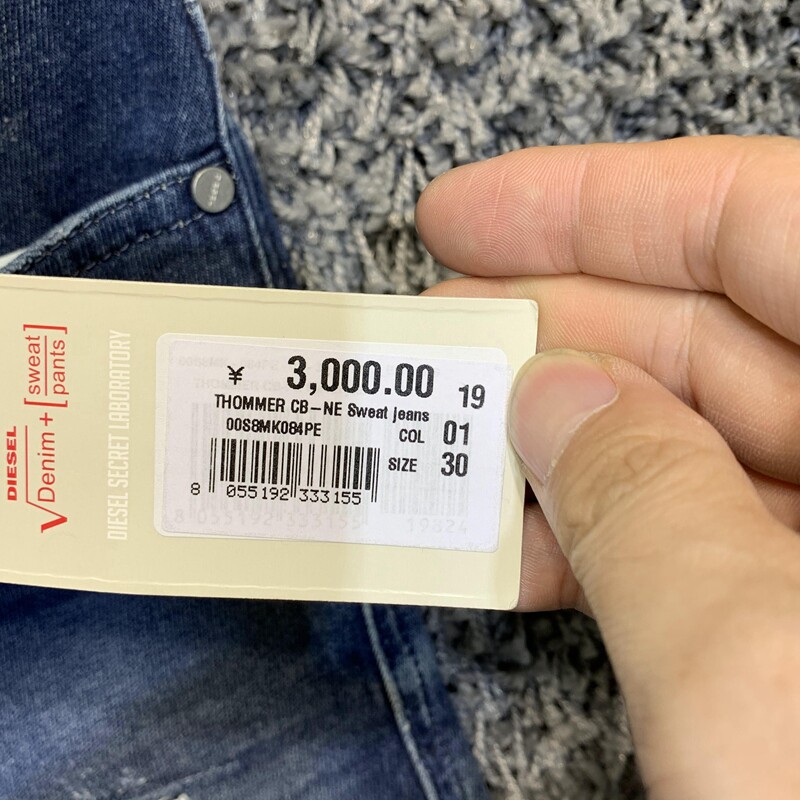 DIESEL
√Denim+[sweat pants]
DIESEL SECRET LABORATORY
¥ 3,000.00 19
THOMMER CB-NE Sweat jeans
00S8MK084PE COL 01
SIZE 30
8 055192 333155